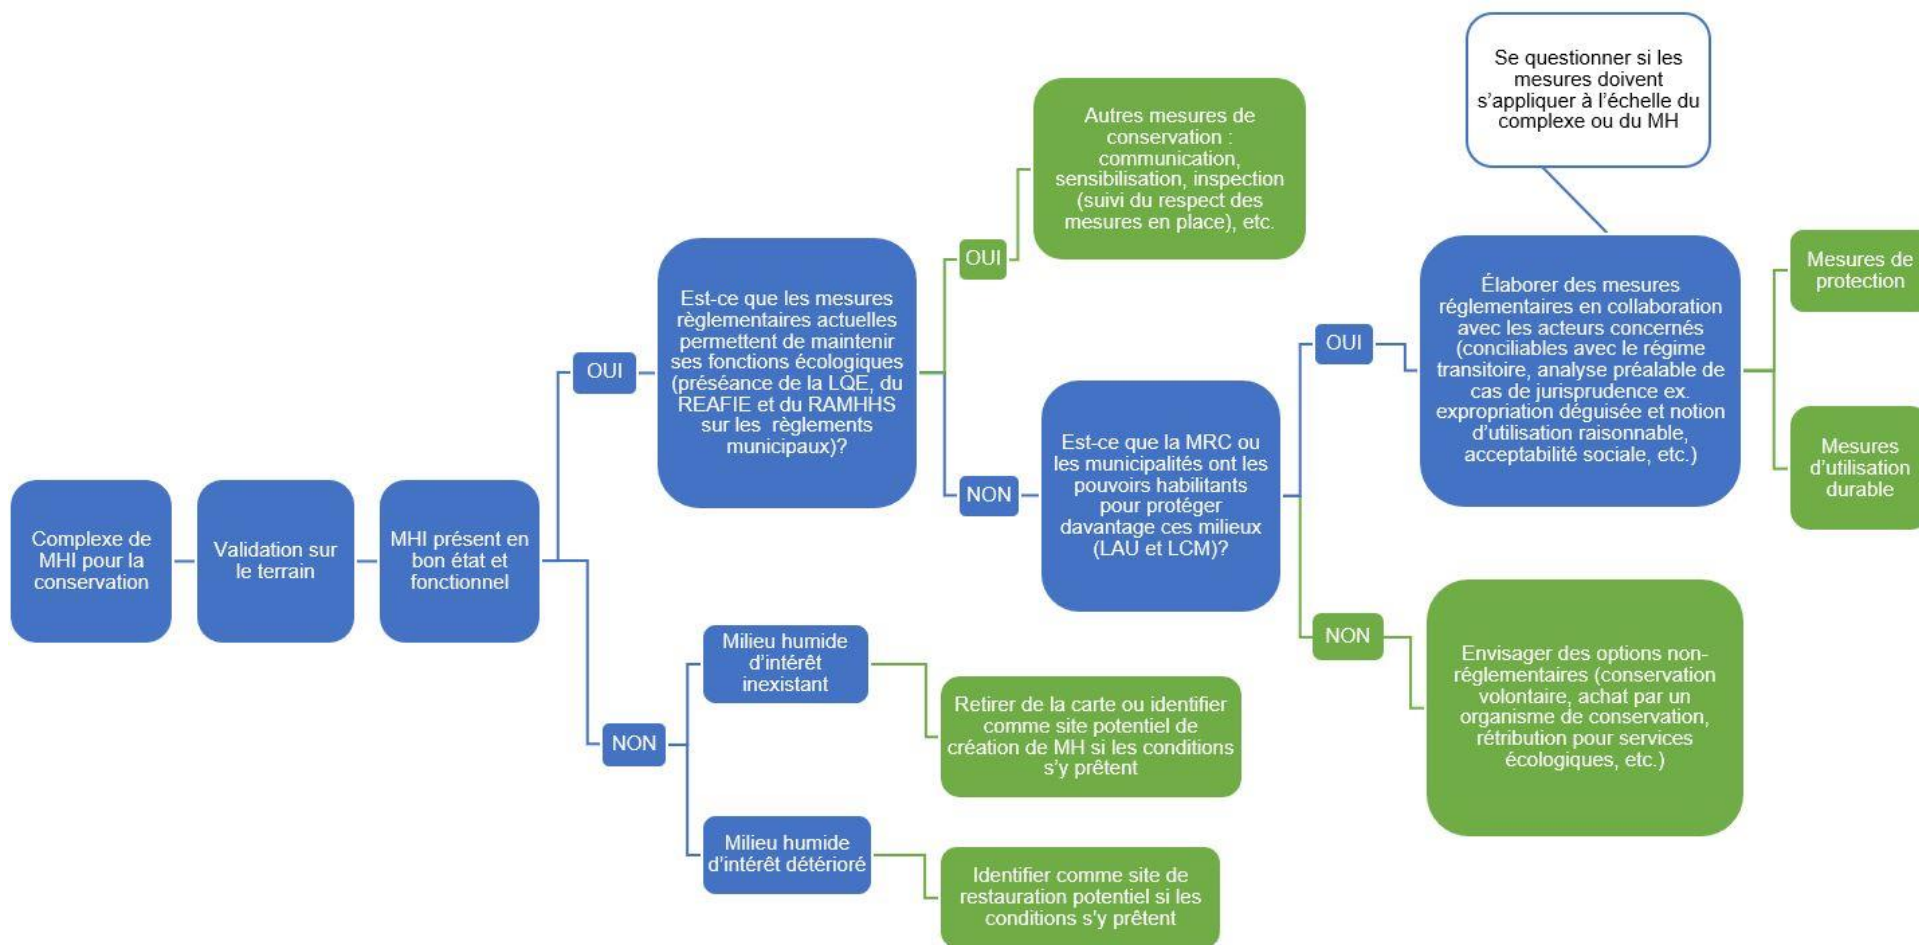 Complexe de
MHI pour la
conservation
Validation sur
le terrain
MHI présent en
bon état et
fonctionnel
OUI
Est-ce que les mesures
règlementaires actuelles
permettent de maintenir
ses fonctions écologiques
(préséance de la LQE, du
REAFIE et du RAMHHS
sur les règlements
municipaux)?
OUI
Autres mesures de
conservation :
communication,
sensibilisation, inspection
(suivi du respect des
mesures en place), etc.
NON
Est-ce que la MRC ou
les municipalités ont les
pouvoirs habilitants
pour protéger
davantage ces milieux
(LAU et LCM)?
OUI
Se questionner si les
mesures doivent
s'appliquer à l'échelle du
complexe ou du MH
Élaborer des mesures
réglementaires en collaboration
avec les acteurs concernés
(conciliables avec le régime
transitoire, analyse préalable de
cas de jurisprudence ex.
expropriation déguisée et notion
d'utilisation raisonnable,
acceptabilité sociale, etc.)
Mesures de
protection
Mesures
d'utilisation
durable
NON
Envisager des options non-
réglementaires (conservation
volontaire, achat par un
organisme de conservation,
rétribution pour services
écologiques, etc.)
NON
Milieu humide
d'intérêt
inexistant
Retirer de la carte ou identifier
comme site potentiel de
création de MH si les conditions
s'y prêtent
Milieu humide
d'intérêt détérioré
Identifier comme site de
restauration potentiel si les
conditions s'y prêtent